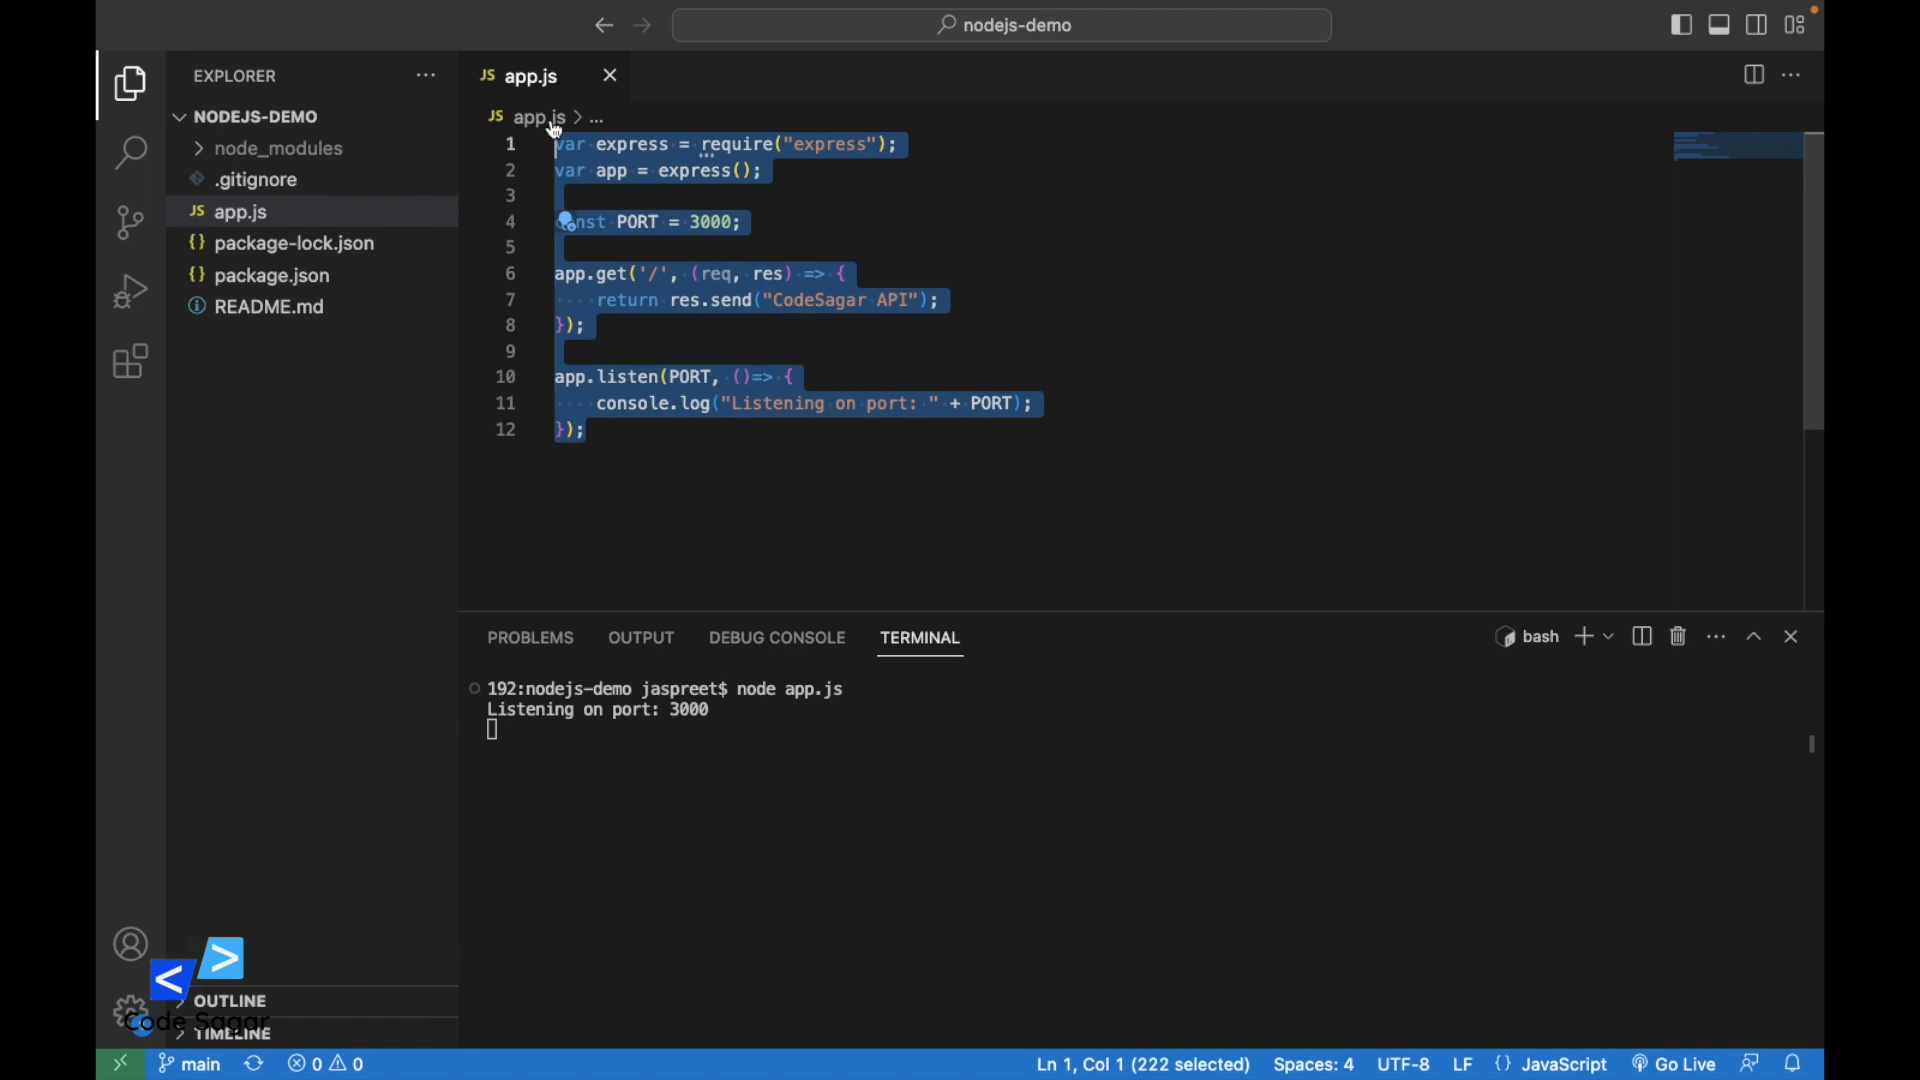 nodejs-demo
EXPLORER
NODEJS-DEMO
node_modules
.gitignore
JS app.js
{} package-lock.json
{} package.json
README.md
OUTLINE
TIMELINE
Code Sagar
JS app.js
JS app.js > ...
1 var express = require("express");
2 var app = express();
3
4 const PORT = 3000;
5
6 app.get('/', (req, res) => {
7 ····return res.send("CodeSagar API");
8 });
9
10 app.listen(PORT, ()=> {
11 ····console.log("Listening on port: " + PORT);
12 });
PROBLEMS OUTPUT DEBUG CONSOLE TERMINAL bash
192:nodejs-demo jaspreet$ node app.js
Listening on port: 3000
main 0 0 Ln 1, Col 1 (222 selected) Spaces: 4 UTF-8 LF {} JavaScript Go Live